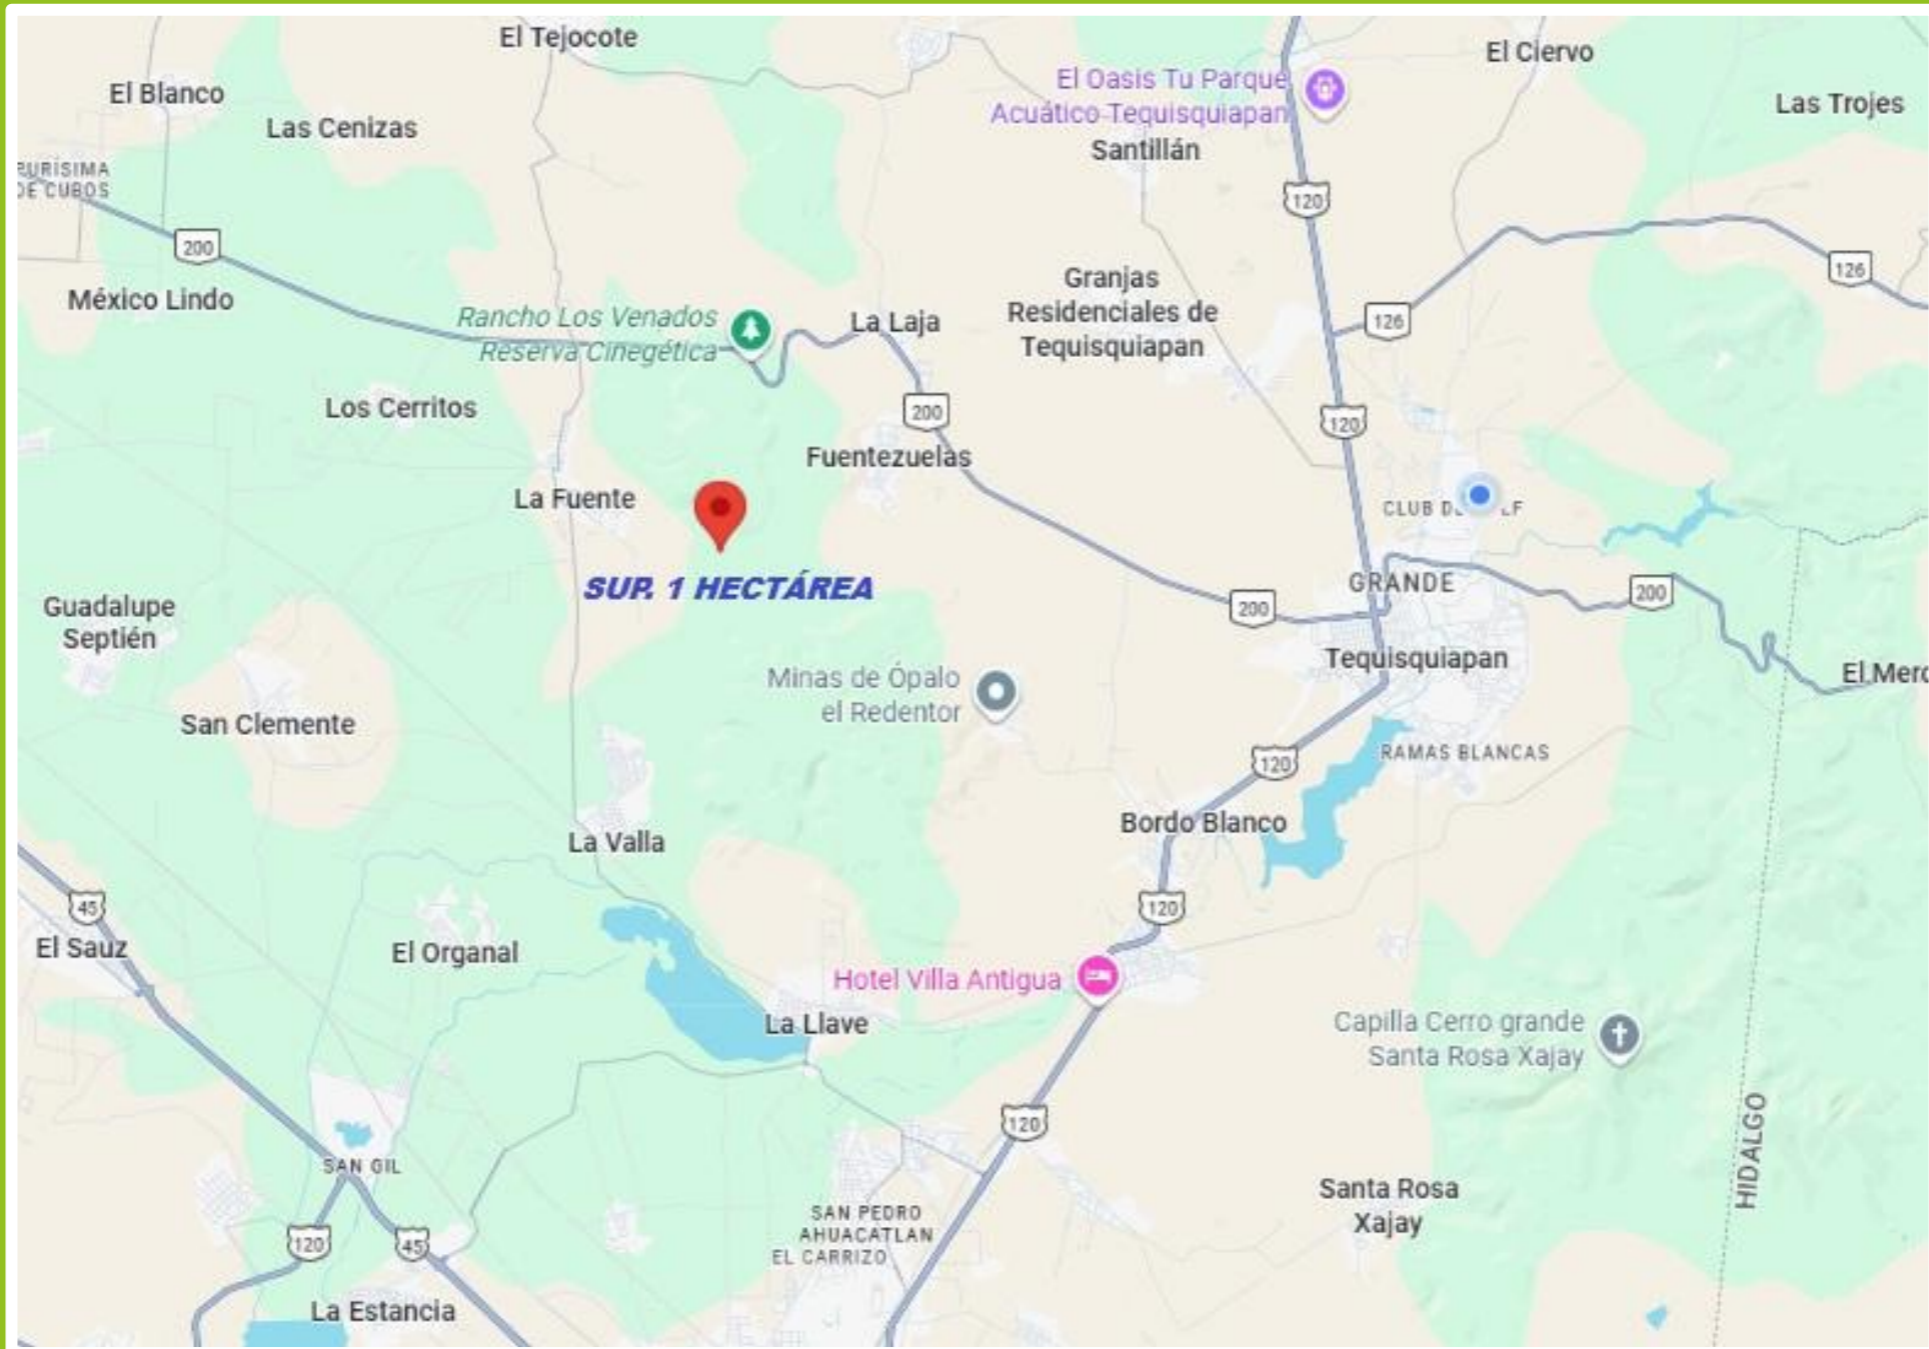 El Tejocote
El Ciervo
El Oasis Tu Parque
Acuático Tequisquiapan
El Blanco
Las Trojes
Las Cenizas
Santillán
PURÍSIMA
DE CUBOS
120
200
126
Granjas
Residenciales de
Tequisquiapan
México Lindo
Rancho Los Venados
Reserva Cinegética
La Laja
126
Los Cerritos
200
120
Fuentezuelas
La Fuente
SUP. 1 HECTÁREA
GRANDE
200
200
Guadalupe
Septién
Tequisquiapan
Minas de Ópalo
el Redentor
San Clemente
RAMAS BLANCAS
120
Bordo Blanco
La Valla
45
120
El Sauz
El Organal
Hotel Villa Antigua
La Llave
Capilla Cerro grande
Santa Rosa Xajay
120
HIDALGO
SAN GIL
Santa Rosa
Xajay
SAN PEDRO
AHUACATLAN
EL CARRIZO
120
45
La Estancia